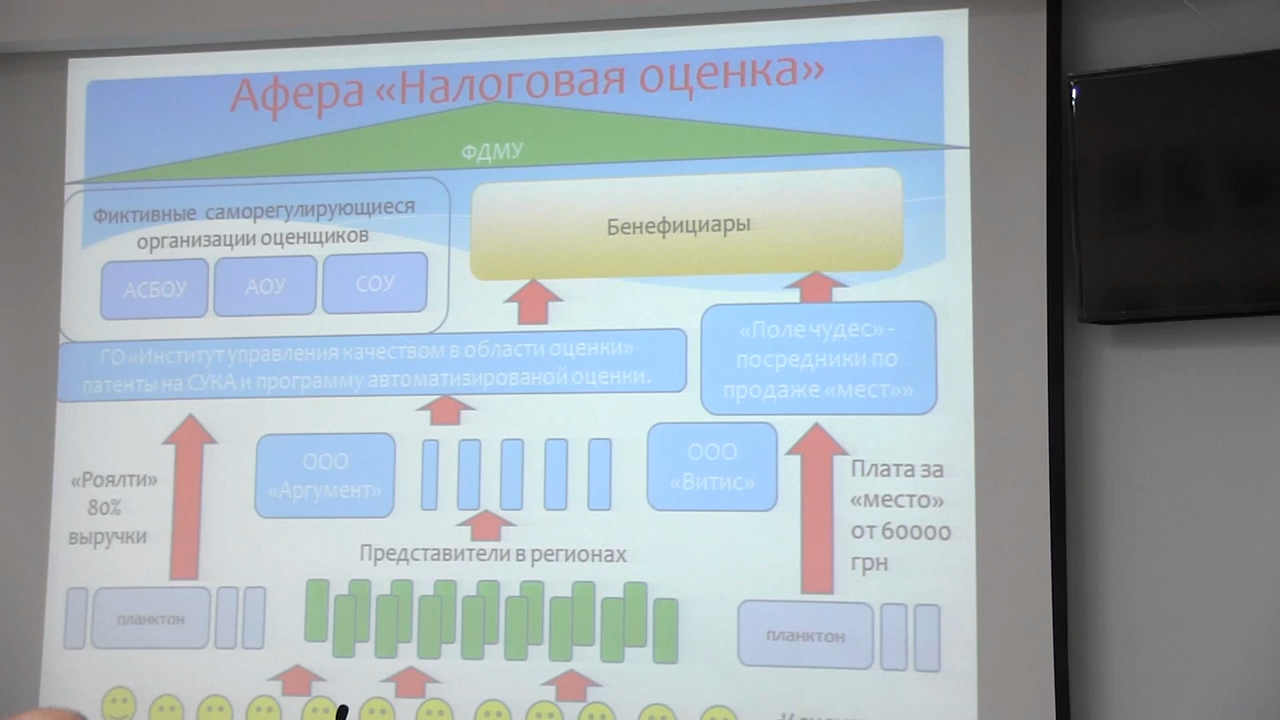 Афера «Налоговая оценка»
ФДМУ
Фиктивные саморегулирующиеся
организации оценщиков
АСБОУ
АОУ
СОУ
Бенефициары
ГО «Институт управления качеством в области оценки»
патенты на СУКА и программу автоматизированой оценки.
«Поле чудес» -
посредники по
продаже «мест»»
«Роялти»
80%
выручки
ООО
«Аргумент»
ООО
«Витис»
Плата за
«место»
от 60000
грн
Представители в регионах
планктон
планктон